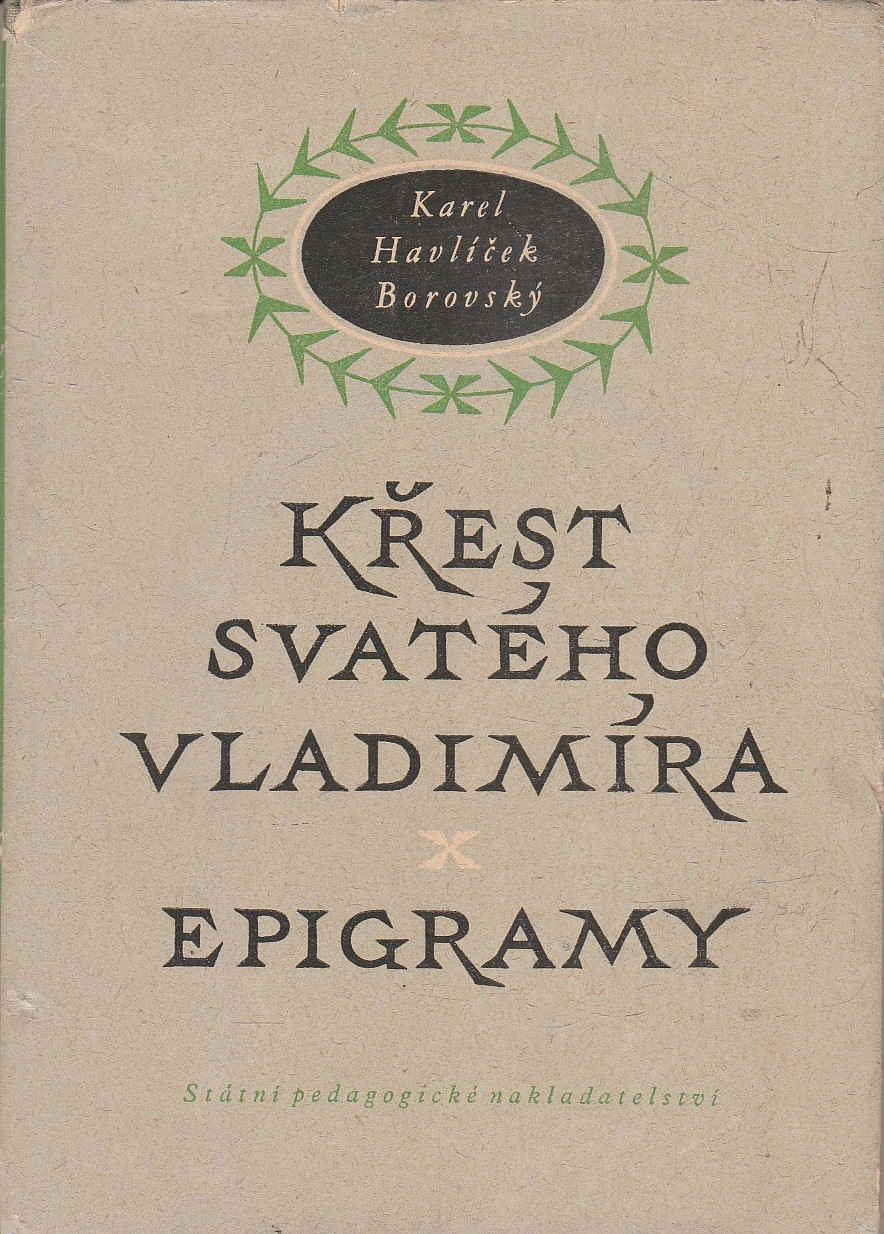 Karel
Havlíček
Borovský
KŘEST
SVATÉHO
VLADIMÍRA
EPIGRAMY
Státní pedagogické nakladatelství